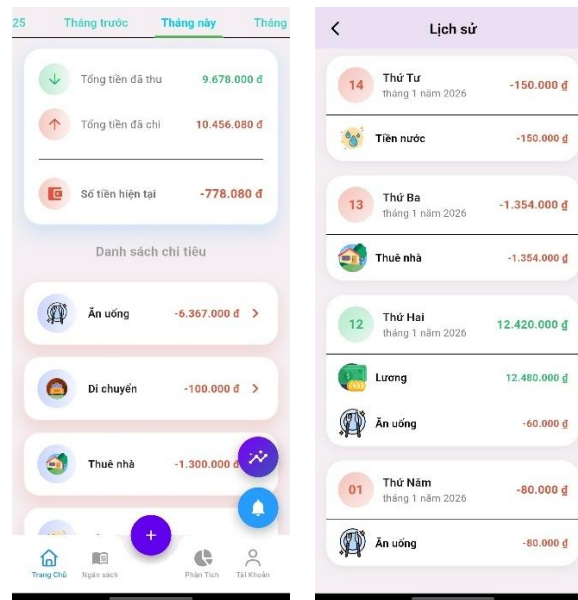 25 Tháng trước Tháng này Tháng
Tổng tiền đã thu 9.678.000 đ
Tổng tiền đã chi 10.456.080 đ
Số tiền hiện tại -778.080 đ
Danh sách chi tiêu
Ăn uống -6.367.000 đ
Di chuyển -100.000 đ
Thuê nhà -1.300.000 đ
Trang Chủ Ngân sách + Phân Tích Tài Khoản
Lịch sử
14 Thứ Tư -150.000 ₫
tháng 1 năm 2026
Tiền nước -150.000 ₫
13 Thứ Ba -1.354.000 ₫
tháng 1 năm 2026
Thuê nhà -1.354.000 ₫
12 Thứ Hai 12.420.000 ₫
tháng 1 năm 2026
Lương 12.480.000 ₫
Ăn uống -60.000 ₫
01 Thứ Năm -80.000 ₫
tháng 1 năm 2026
Ăn uống -80.000 ₫